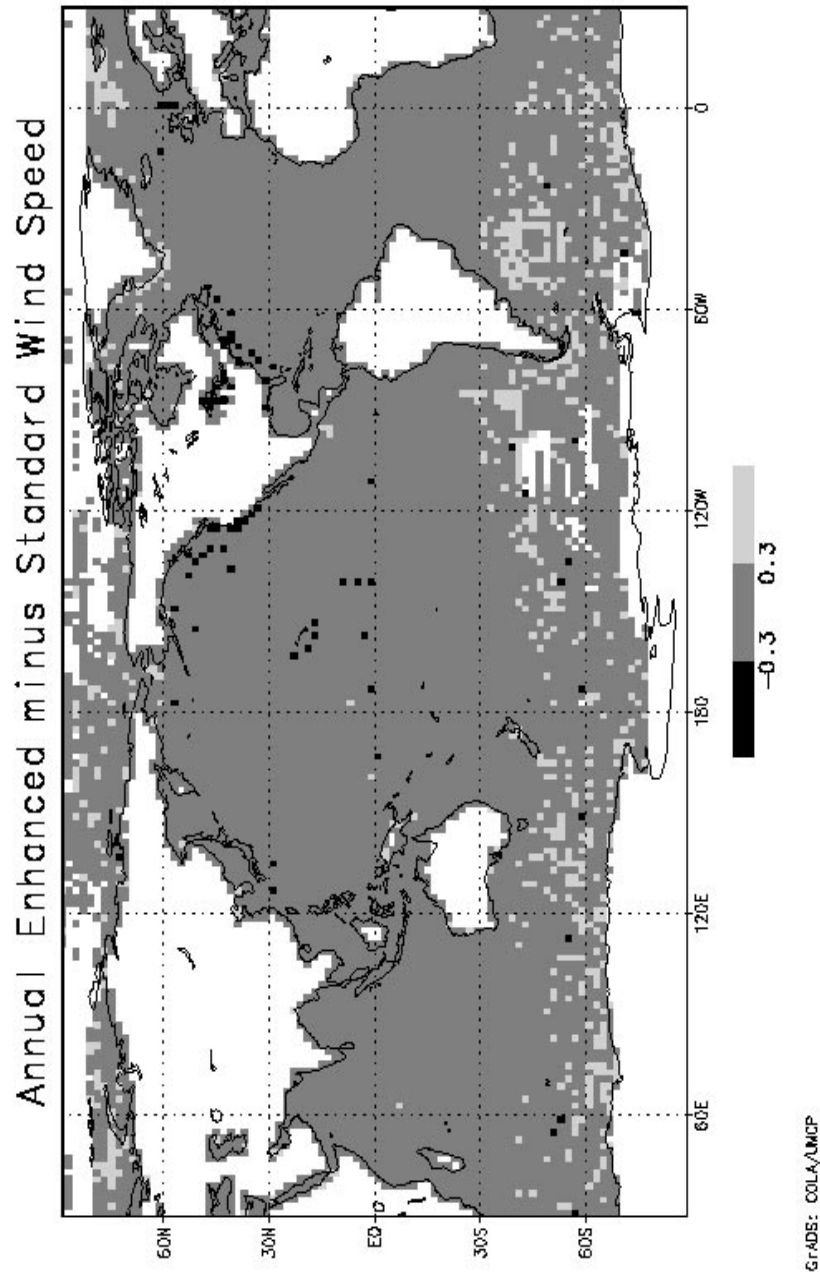 Annual Enhanced minus Standard Wind Speed
60N
30N
EQ
30S
60S
60E
120E
180
120W
60W
0
-0.3 0.3
GrADS: COLA/UMCP